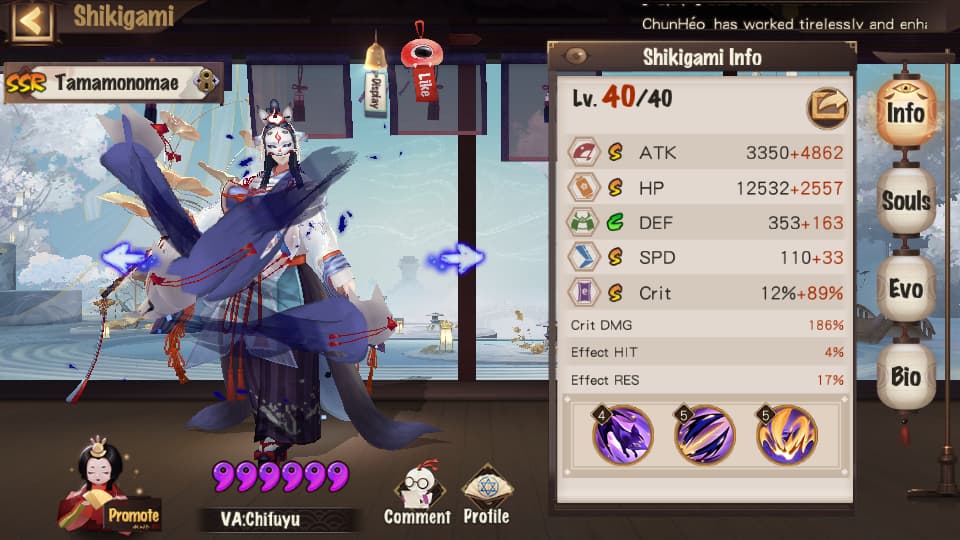 Shikigami
ChunHéo has worked tirelessly and enha
SSR Tamamonomae
Display
Like
Shikigami Info
Lv. 40/40
S ATK 3350+4862
S HP 12532+2557
C DEF 353+163
S SPD 110+33
S Crit 12%+89%
Crit DMG 186%
Effect HIT 4%
Effect RES 17%
4 5 5
Info
Souls
Evo
Bio
Promote
VA:Chifuyu
Comment
Profile